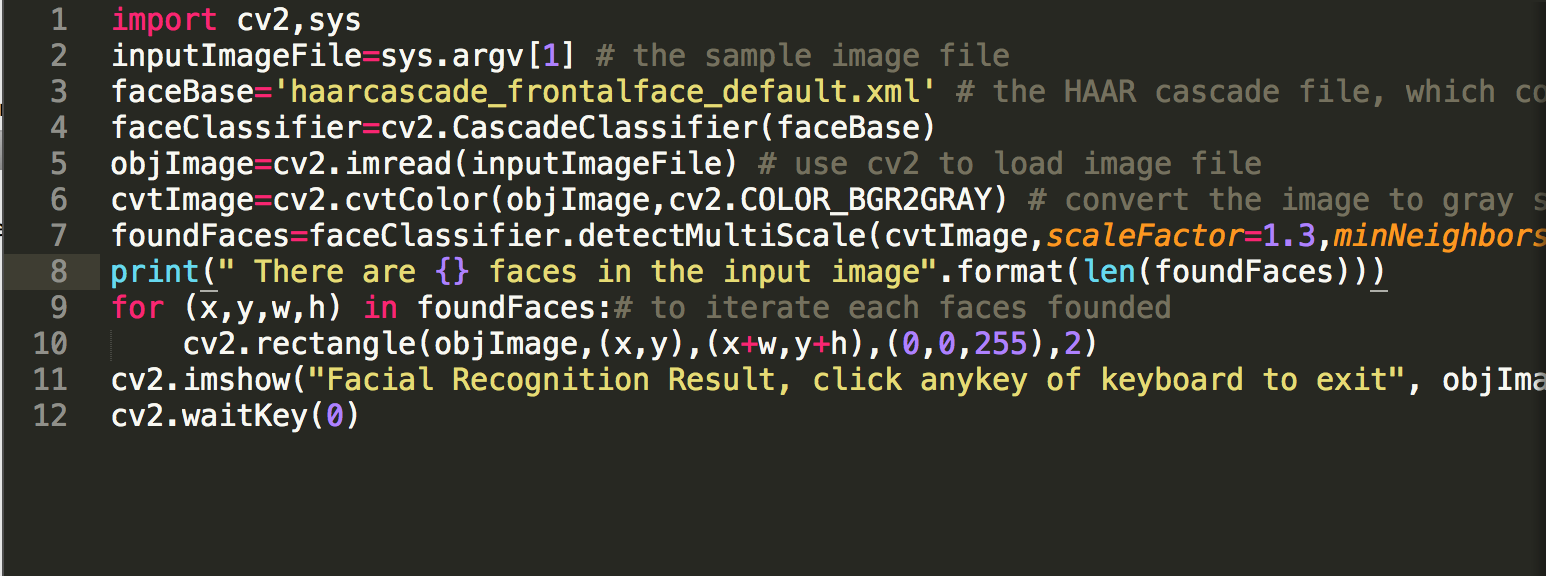 1 import cv2,sys
2 inputImageFile=sys.argv[1] # the sample image file
3 faceBase='haarcascade_frontalface_default.xml' # the HAAR cascade file, which
4 faceClassifier=cv2.CascadeClassifier(faceBase)
5 objImage=cv2.imread(inputImageFile) # use cv2 to load image file
6 cvtImage=cv2.cvtColor(objImage,cv2.COLOR_BGR2GRAY) # convert the image to gray
7 foundFaces=faceClassifier.detectMultiScale(cvtImage,scaleFactor=1.3,minNeighbors
8 print(" There are {} faces in the input image".format(len(foundFaces)))
9 for (x,y,w,h) in foundFaces:# to iterate each faces founded
10 cv2.rectangle(objImage,(x,y),(x+w,y+h),(0,0,255),2)
11 cv2.imshow("Facial Recognition Result, click anykey of keyboard to exit", objIma
12 cv2.waitKey(0)